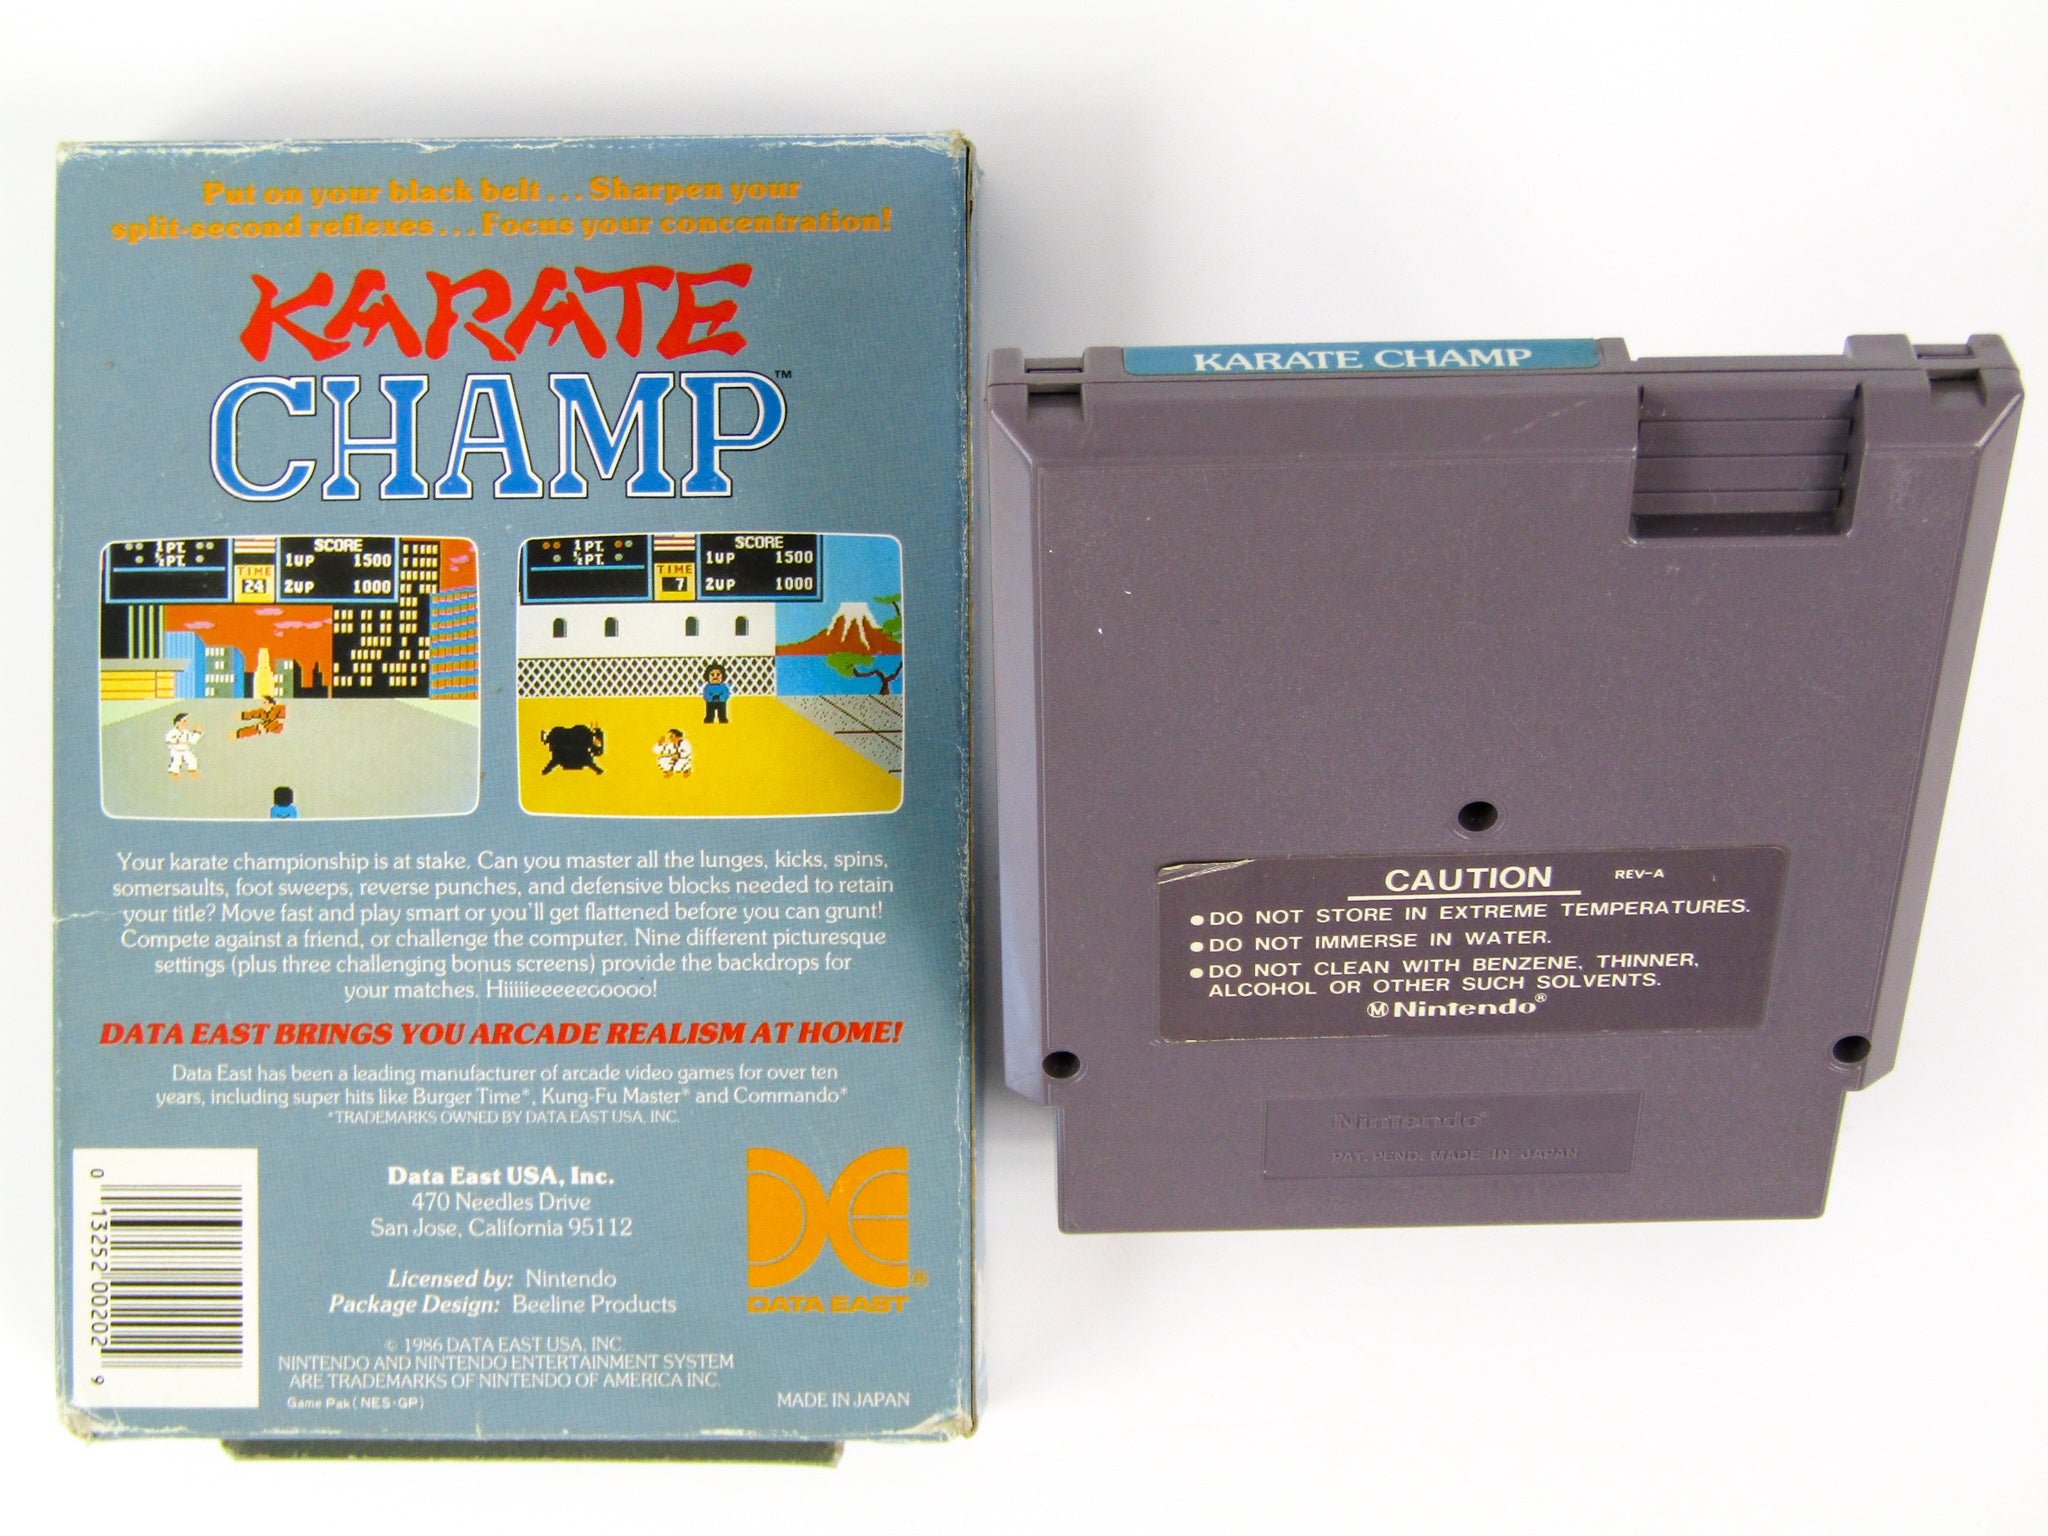 Put on your black belt... Sharpen your
split-second reflexes... Focus your concentration!
KARATE
CHAMP™
1PT.
½PT.
TIME
24
SCORE
1UP 1500
2UP 1000
1PT.
½PT.
TIME
7
SCORE
1UP 1500
2UP 1000
Your karate championship is at stake. Can you master all the lunges, kicks, spins,
somersaults, foot sweeps, reverse punches, and defensive blocks needed to retain
your title? Move fast and play smart or you'll get flattened before you can grunt!
Compete against a friend, or challenge the computer. Nine different picturesque
settings (plus three challenging bonus screens) provide the backdrops for
your matches. Hiiiiieeeeeeooooo!
DATA EAST BRINGS YOU ARCADE REALISM AT HOME!
Data East has been a leading manufacturer of arcade video games for over ten
years, including super hits like Burger Time*, Kung-Fu Master* and Commando*
*TRADEMARKS OWNED BY DATA EAST USA, INC.
Data East USA, Inc.
470 Needles Drive
San Jose, California 95112
Licensed by: Nintendo
Package Design: Beeline Products
© 1986 DATA EAST USA, INC.
NINTENDO AND NINTENDO ENTERTAINMENT SYSTEM
ARE TRADEMARKS OF NINTENDO OF AMERICA INC.
Game Pak (NES-GP)
0 13252 00202 9
DATA EAST®
MADE IN JAPAN
KARATE CHAMP
CAUTION REV-A
●DO NOT STORE IN EXTREME TEMPERATURES.
●DO NOT IMMERSE IN WATER.
●DO NOT CLEAN WITH BENZENE, THINNER,
ALCOHOL OR OTHER SUCH SOLVENTS.
Ⓜ Nintendo®
Nintendo®
PAT. PEND. MADE IN JAPAN